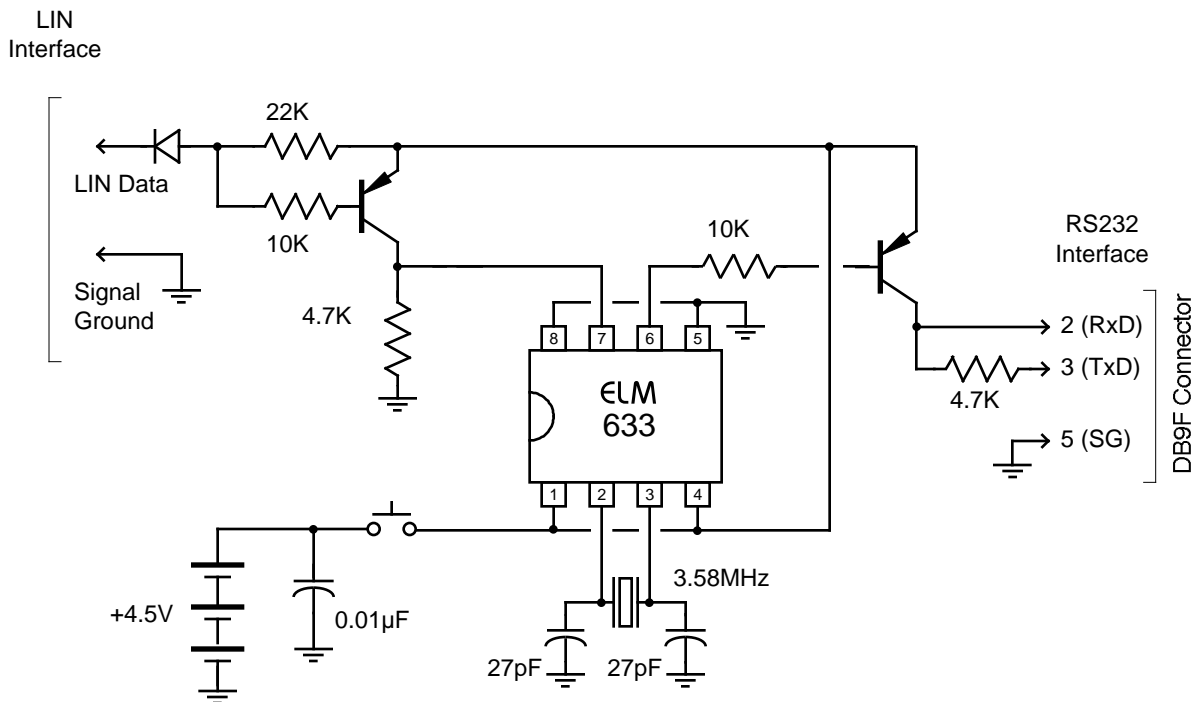 LIN
Interface
22K
LIN Data
10K
Signal
Ground
4.7K
10K
RS232
Interface
8
7
6
5
2 (RxD)
3 (TxD)
4.7K
5 (SG)
DB9F Connector
ELM
633
1
2
3
4
+4.5V
0.01µF
3.58MHz
27pF
27pF